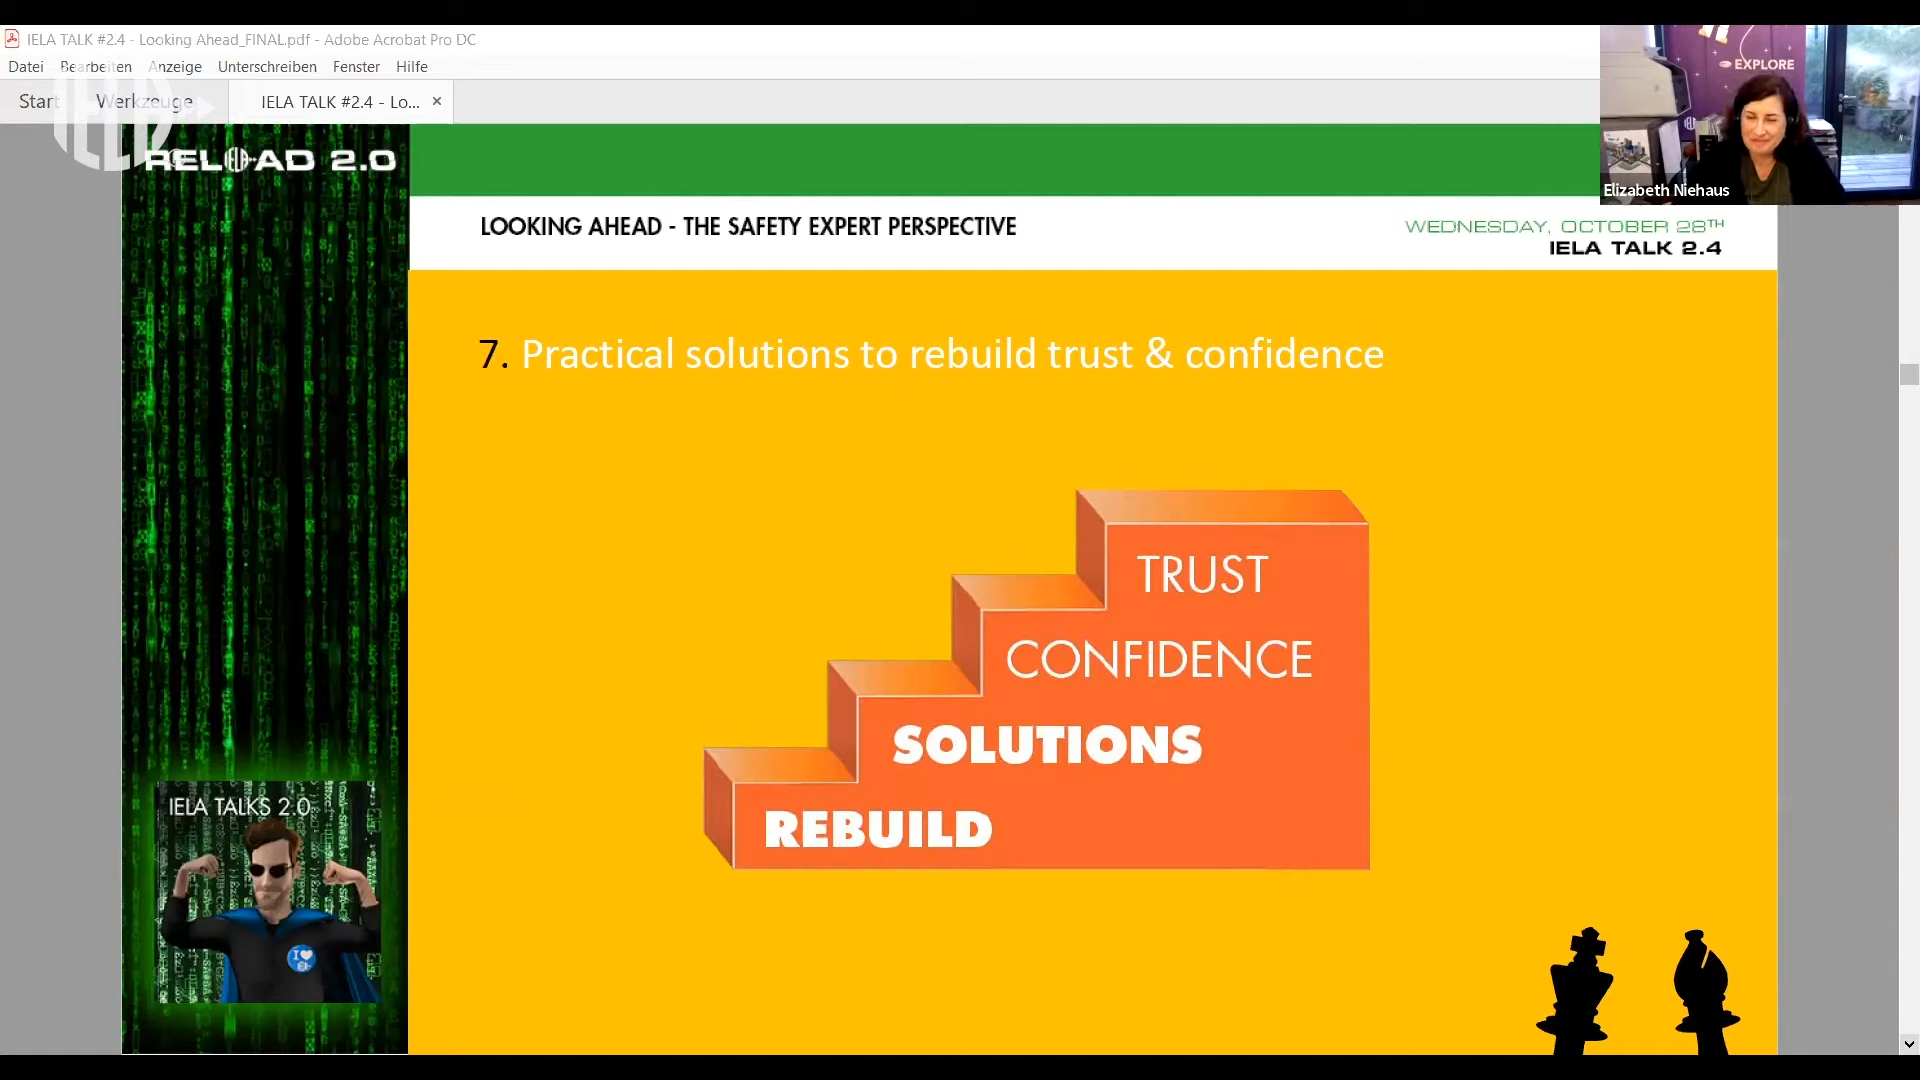 IELA TALK #2.4 - Looking Ahead_FINAL.pdf - Adobe Acrobat Pro DC
Datei Bearbeiten Anzeige Unterschreiben Fenster Hilfe
Start Werkzeuge IELA TALK #2.4 - Lo... ×
IELA
EXPLORE
Elizabeth Niehaus
RELOAD 2.0
LOOKING AHEAD - THE SAFETY EXPERT PERSPECTIVE
WEDNESDAY, OCTOBER 28TH
IELA TALK 2.4
7. Practical solutions to rebuild trust & confidence
TRUST
CONFIDENCE
SOLUTIONS
REBUILD
IELA TALKS 2.0
I